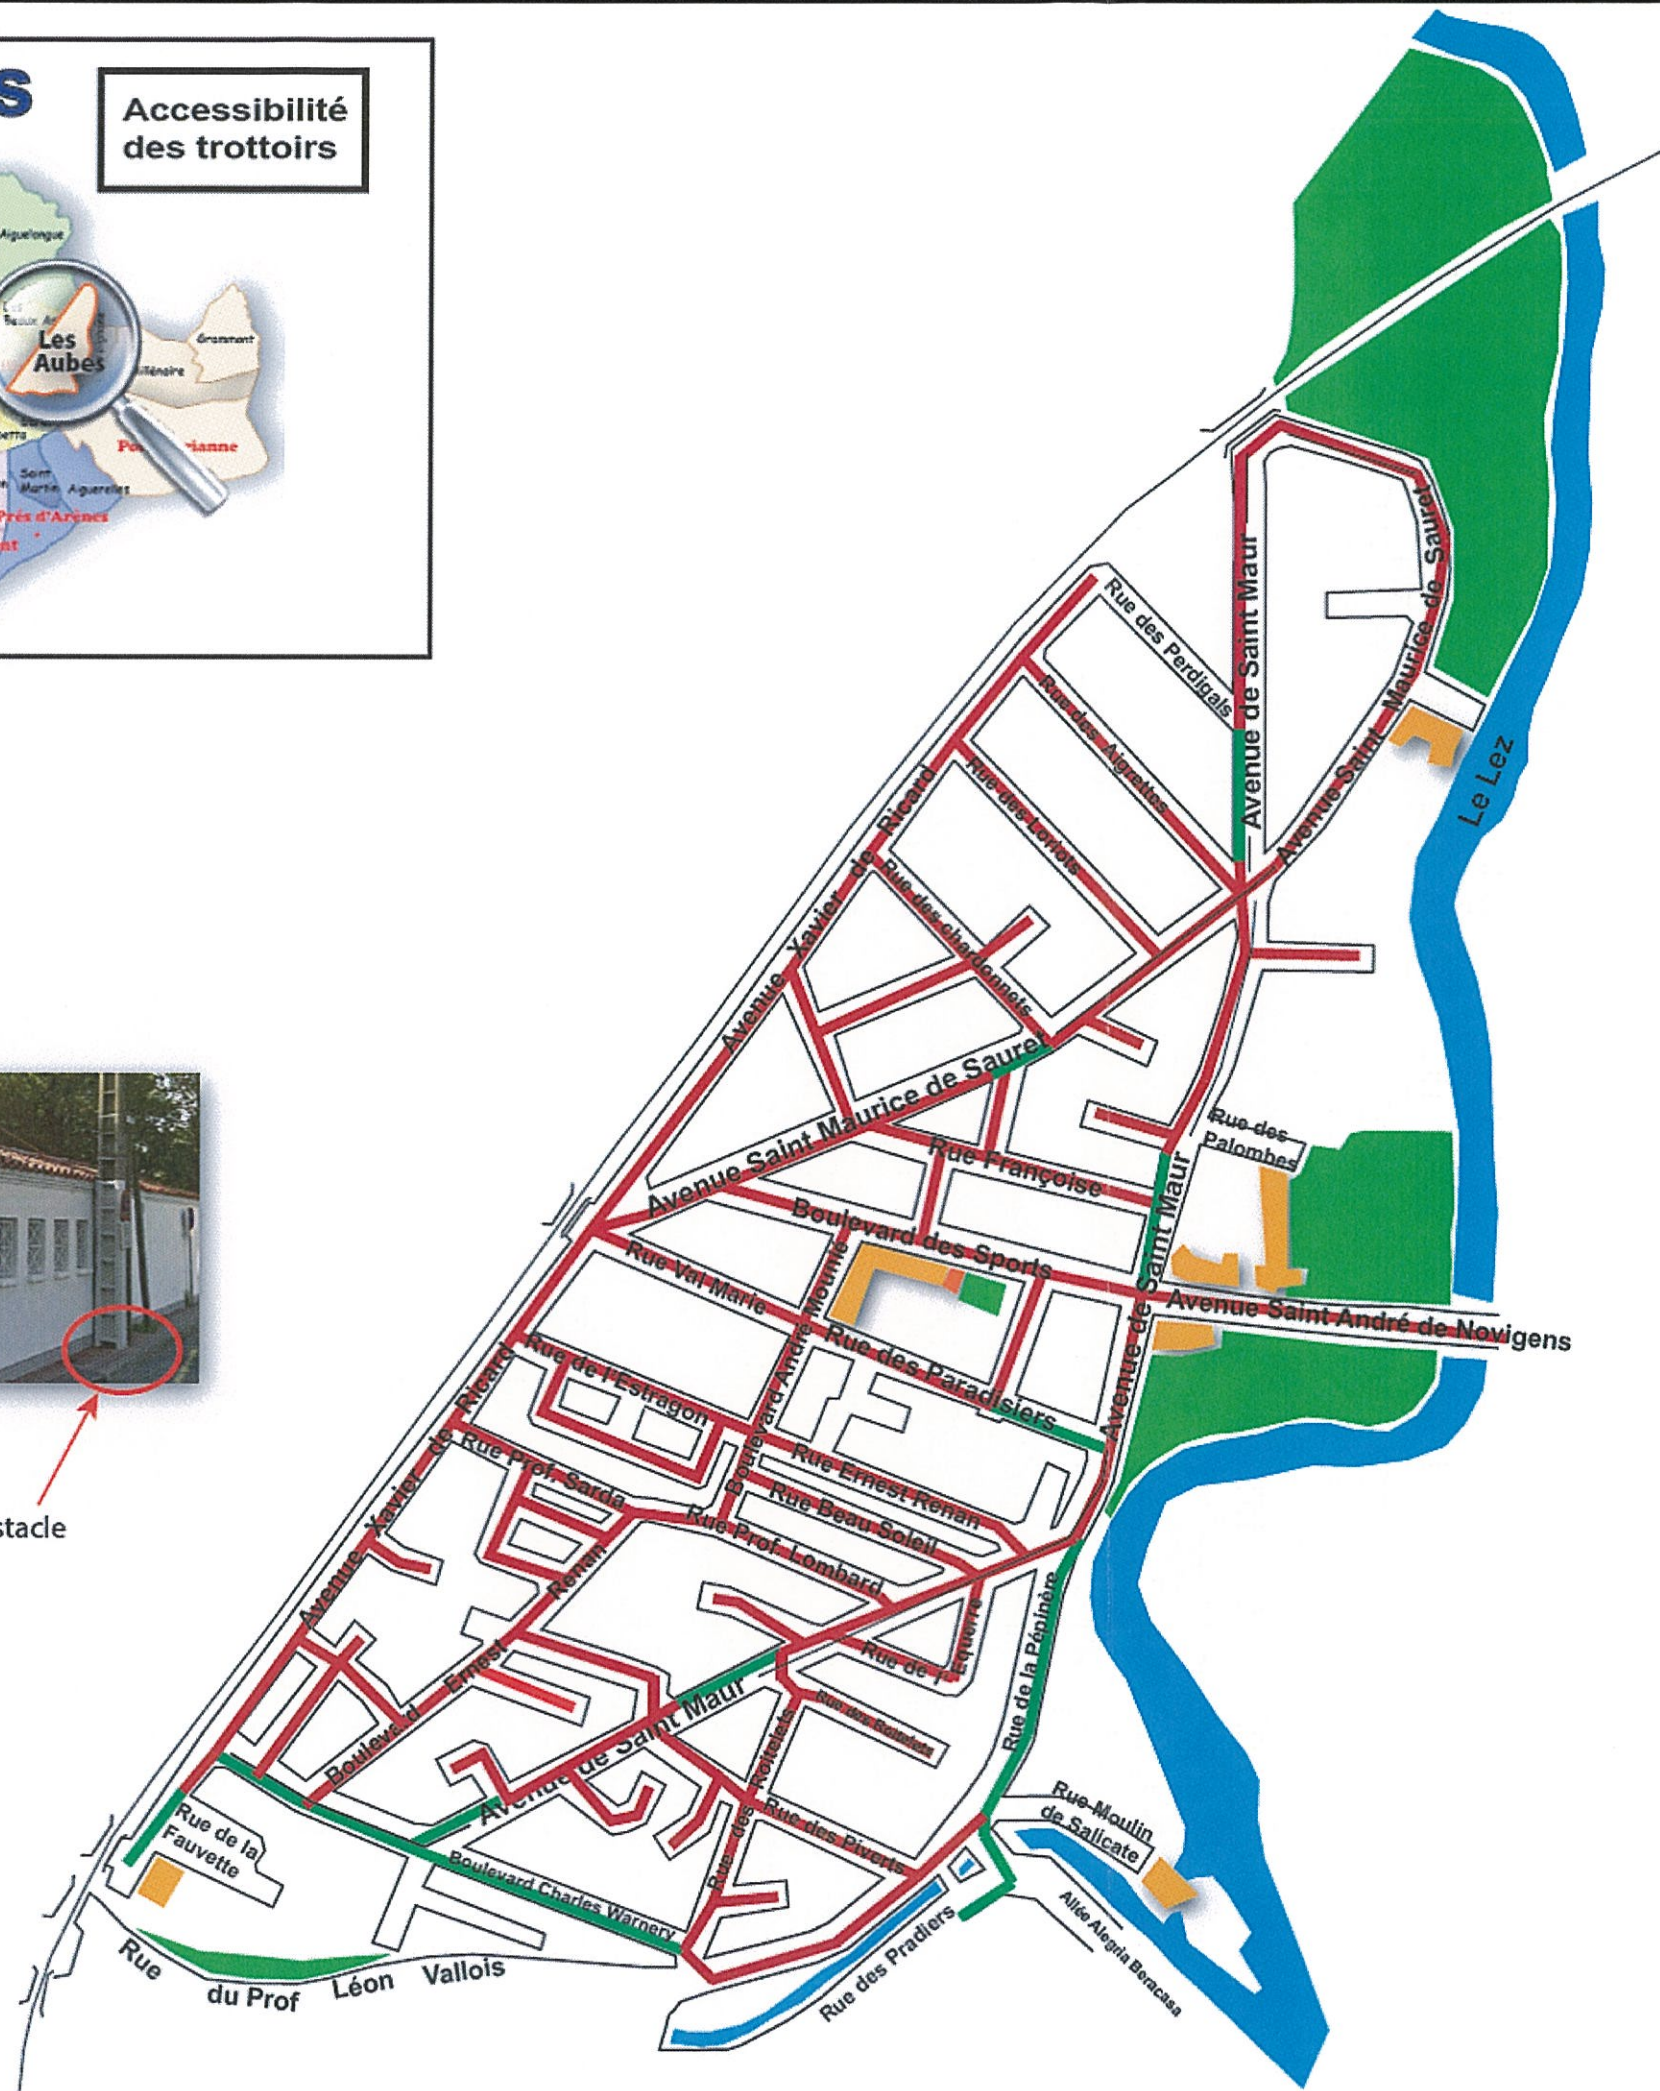 Accessibilité
des trottoirs
Aiguelongue
Les
Aubes
Grammont
Saint
Martin
Aiguerelles
Prés d'Arènes
Rue des Perdigals
Avenue de Saint Maur
Avenue Saint Maurice de Sauret
Rue des Aigrettes
Rue des Loriots
Le Lez
Avenue Xavier de Ricard
Rue des chardonnets
Avenue Saint Maurice de Sauret
Rue des
Palombes
Rue Françoise
Boulevard des Sports
Avenue de Saint Maur
Avenue Saint André de Novigens
Rue Val Marie
Boulevard André Mounié
Rue des Paradisiers
Rue de l'Estragon
Rue Ernest Renan
Rue Beau Soleil
Rue Prof. Sarda
Rue Prof. Lombard
Avenue Xavier de Ricard
Boulevard Ernest Renan
Rue de l'Equerre
Rue de la Pépinère
Rue des Roitelets
Rue des Roitelets
Avenue de Saint Maur
Rue des Piverts
Rue Moulin
de Salicate
Rue de la
Fauvette
Boulevard Charles Warnery
Allée Alegria Beracasa
Rue des Pradiers
Rue du Prof Léon Vallois